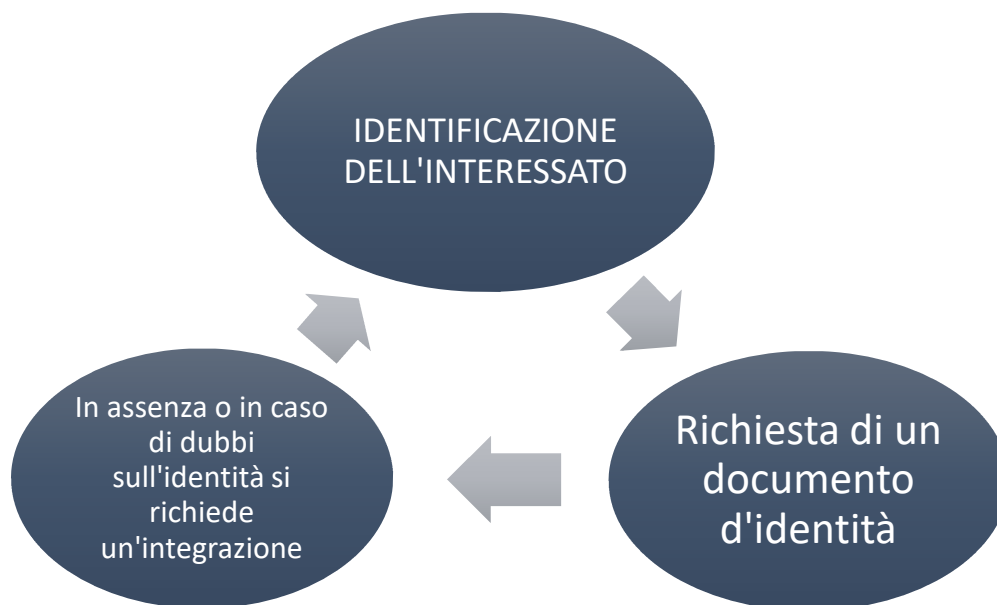 IDENTIFICAZIONE
DELL'INTERESSATO
Richiesta di un
documento
d'identità
In assenza o in caso
di dubbi
sull'identità si
richiede
un'integrazione